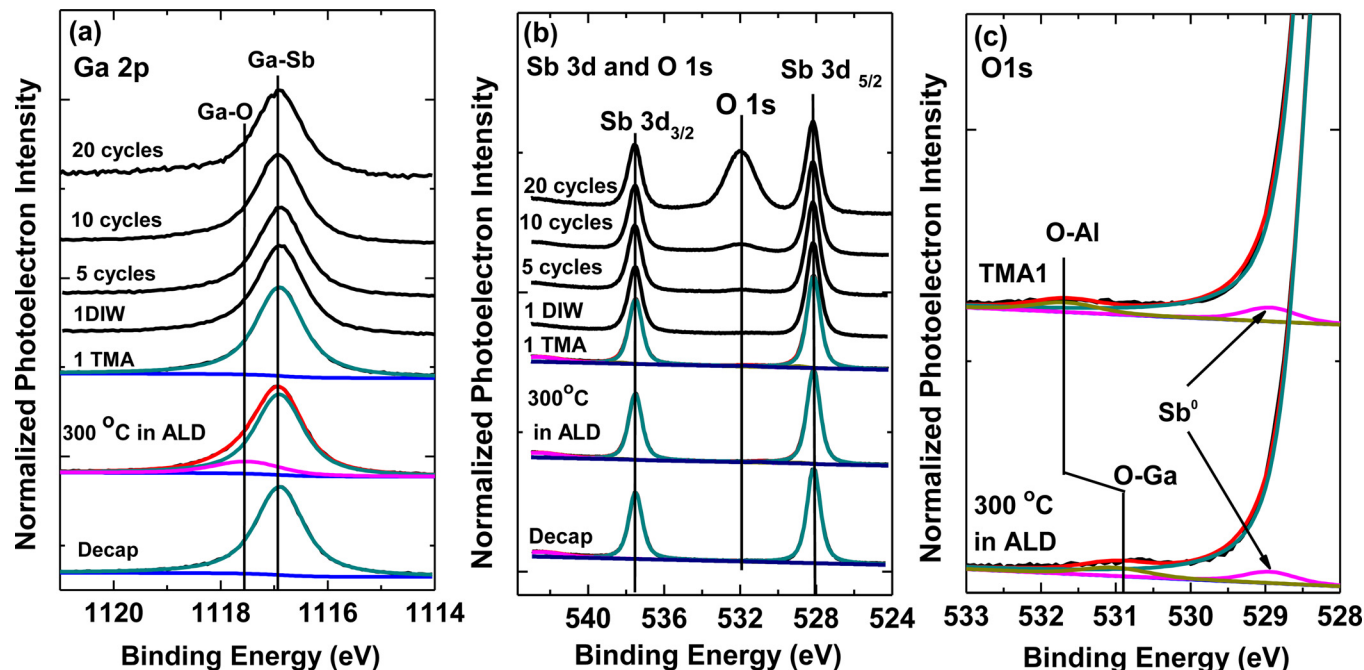 (a)
Ga 2p
Ga-Sb
Ga-O
20 cycles
10 cycles
5 cycles
1DIW
1 TMA
300 °C in ALD
Decap
1120 1118 1116 1114
Binding Energy (eV)
Normalized Photoelectron Intensity
(b)
Sb 3d and O 1s
Sb 3d 5/2
O 1s
Sb 3d3/2
20 cycles
10 cycles
5 cycles
1 DIW
1 TMA
300°C
in ALD
Decap
540 536 532 528 524
Binding Energy (eV)
Normalized Photoelectron Intensity
(c)
O1s
O-Al
TMA1
Sb⁰
O-Ga
300 °C
in ALD
533 532 531 530 529 528
Binding Energy (eV)
Normalized Photoelectron Intensity